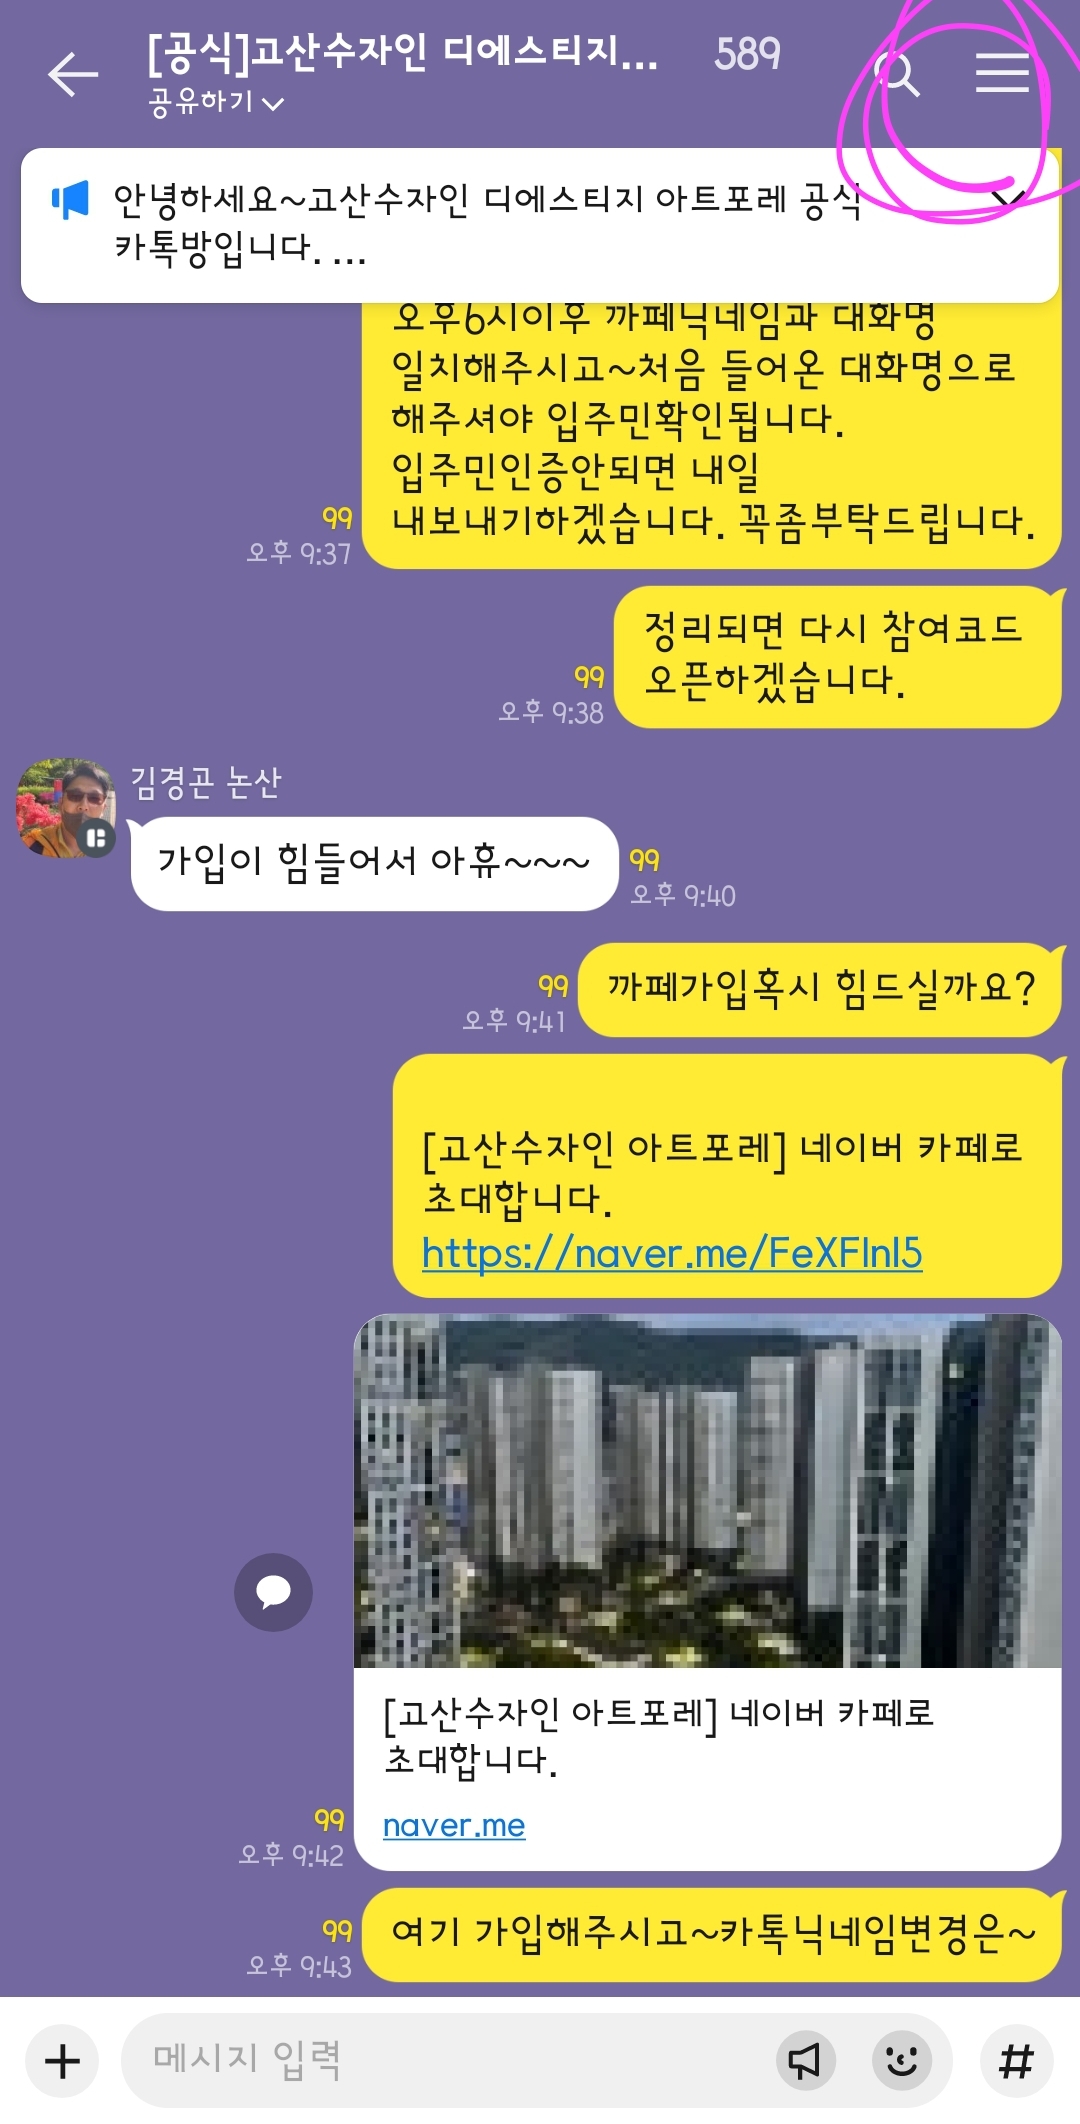 [공식]고산수자인 디에스티지... 589
공유하기
안녕하세요~고산수자인 디에스티지 아트포레 공식
카톡방입니다. ...
오후6시이후 까페닉네임과 대화명
일치해주시고~처음 들어온 대화명으로
해주셔야 입주민확인됩니다.
입주민인증안되면 내일
내보내기하겠습니다. 꼭좀부탁드립니다.
99
오후 9:37
정리되면 다시 참여코드
오픈하겠습니다.
99
오후 9:38
김경곤 논산
가입이 힘들어서 아휴~~~
99
오후 9:40
까페가입혹시 힘드실까요?
99
오후 9:41
[고산수자인 아트포레] 네이버 카페로
초대합니다.
https://naver.me/FeXFlnl5
[고산수자인 아트포레] 네이버 카페로
초대합니다.
naver.me
99
오후 9:42
여기 가입해주시고~카톡닉네임변경은~
99
오후 9:43
메시지 입력